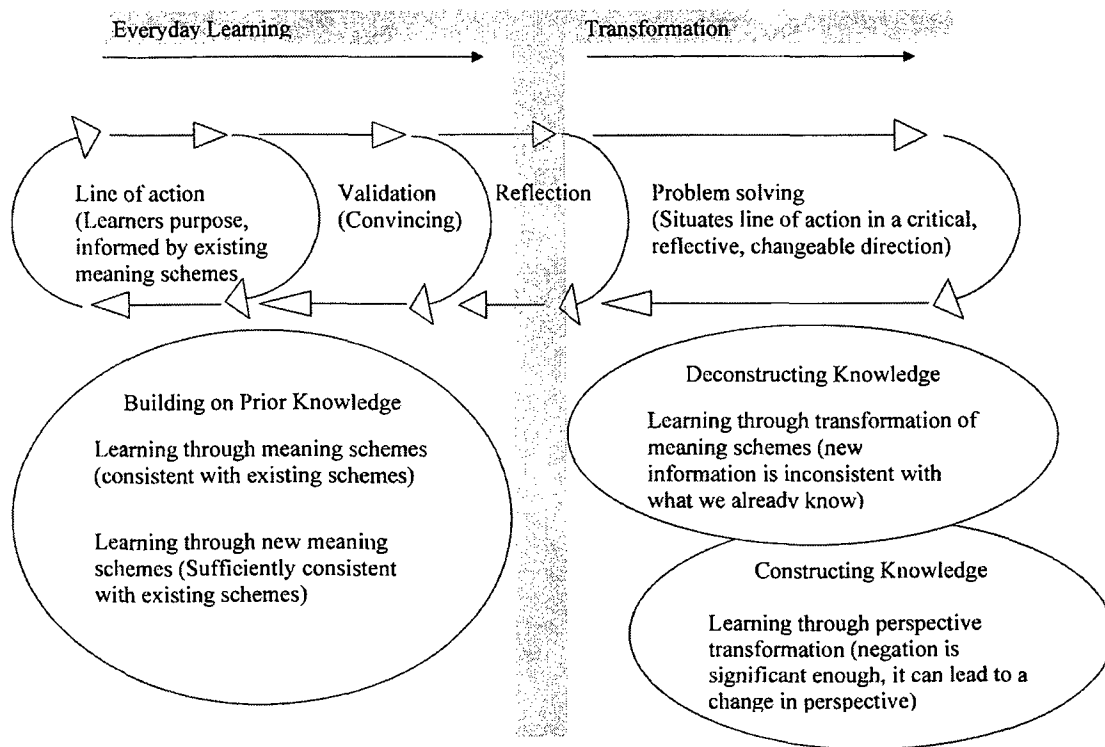 Everyday Learning
Transformation
Line of action
(Learners purpose,
informed by existing
meaning schemes
Validation
(Convincing)
Reflection
Problem solving
(Situates line of action in a critical,
reflective, changeable direction)
Building on Prior Knowledge
Learning through meaning schemes
(consistent with existing schemes)
Learning through new meaning
schemes (Sufficiently consistent
with existing schemes)
Deconstructing Knowledge
Learning through transformation of
meaning schemes (new
information is inconsistent with
what we already know)
Constructing Knowledge
Learning through perspective
transformation (negation is
significant enough, it can lead to a
change in perspective)